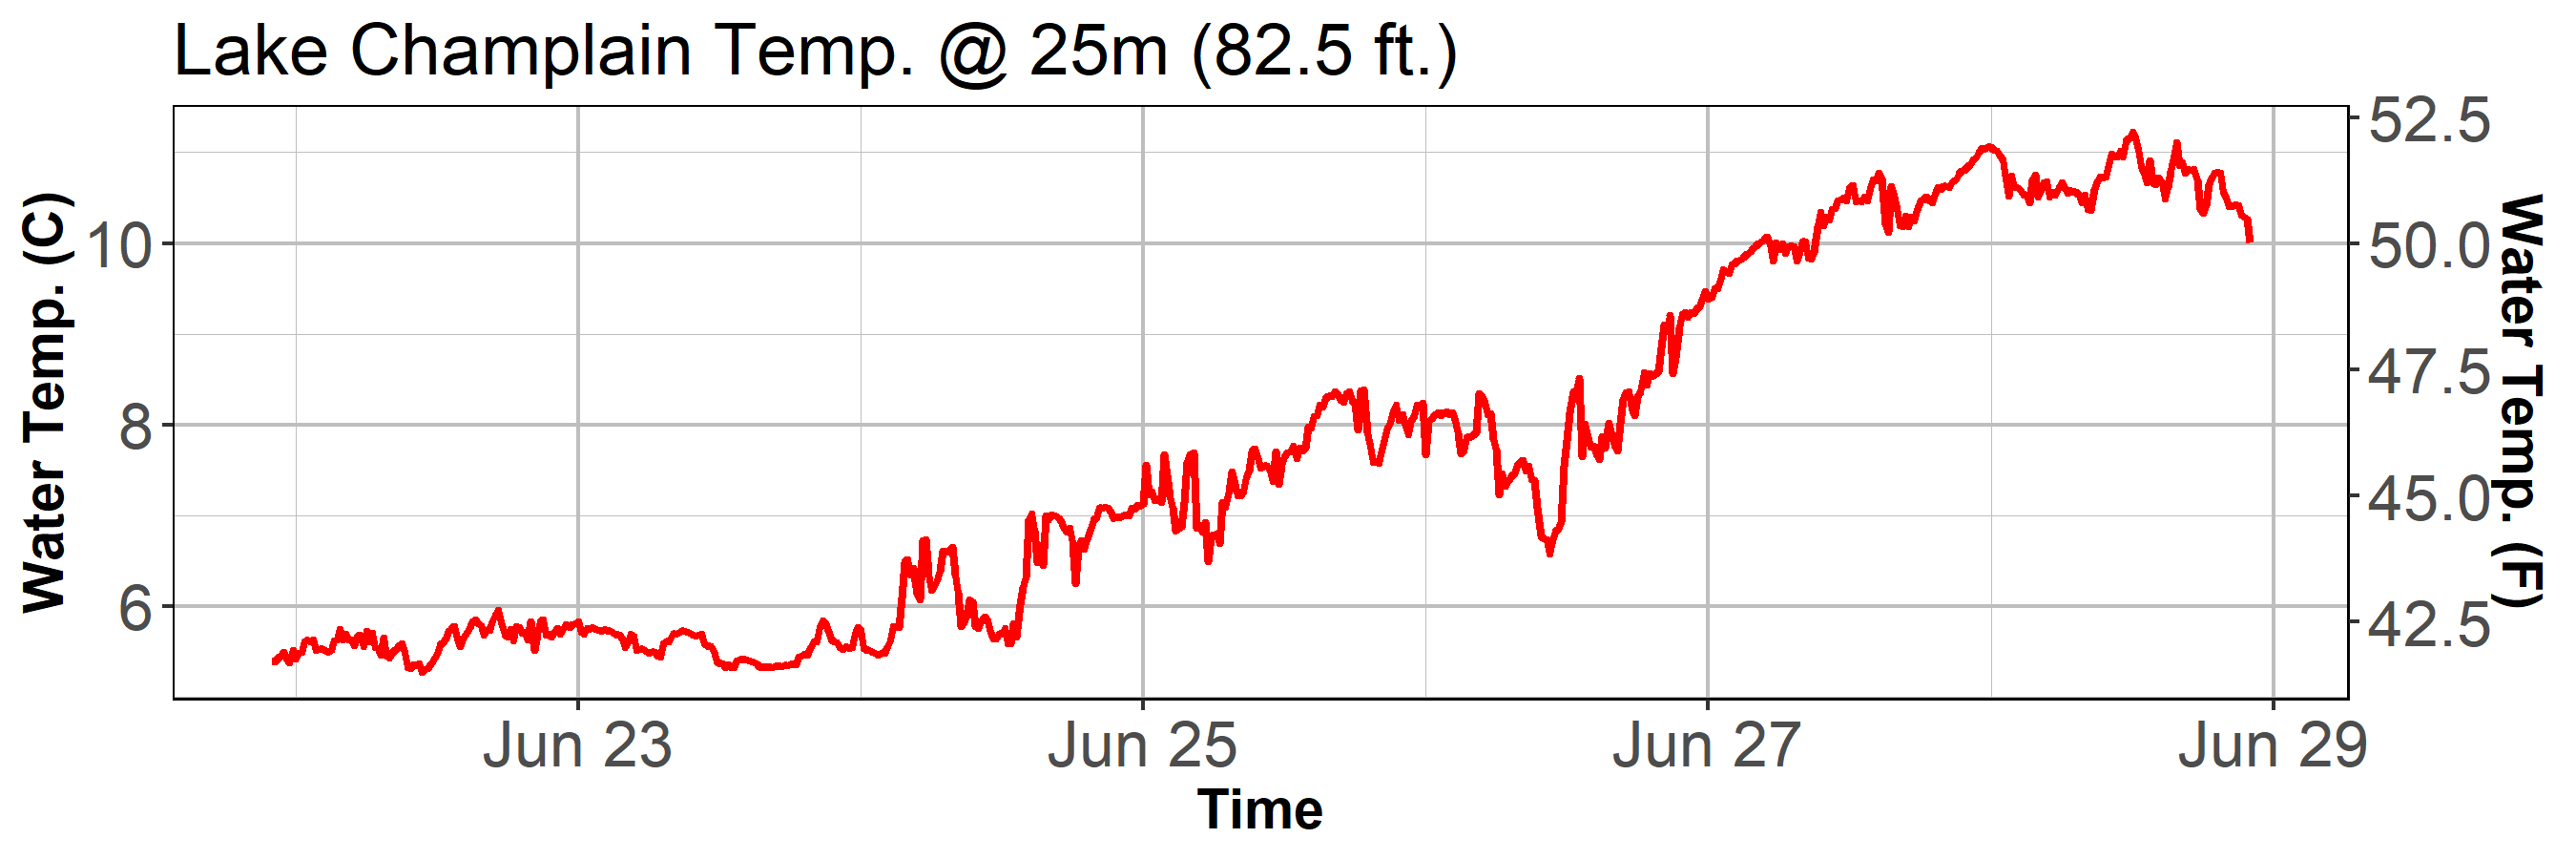 Lake Champlain Temp. @ 25m (82.5 ft.)
Water Temp. (C)
10
8
6
52.5
50.0
47.5
45.0
42.5
Water Temp. (F)
Jun 23 Jun 25 Jun 27 Jun 29
Time